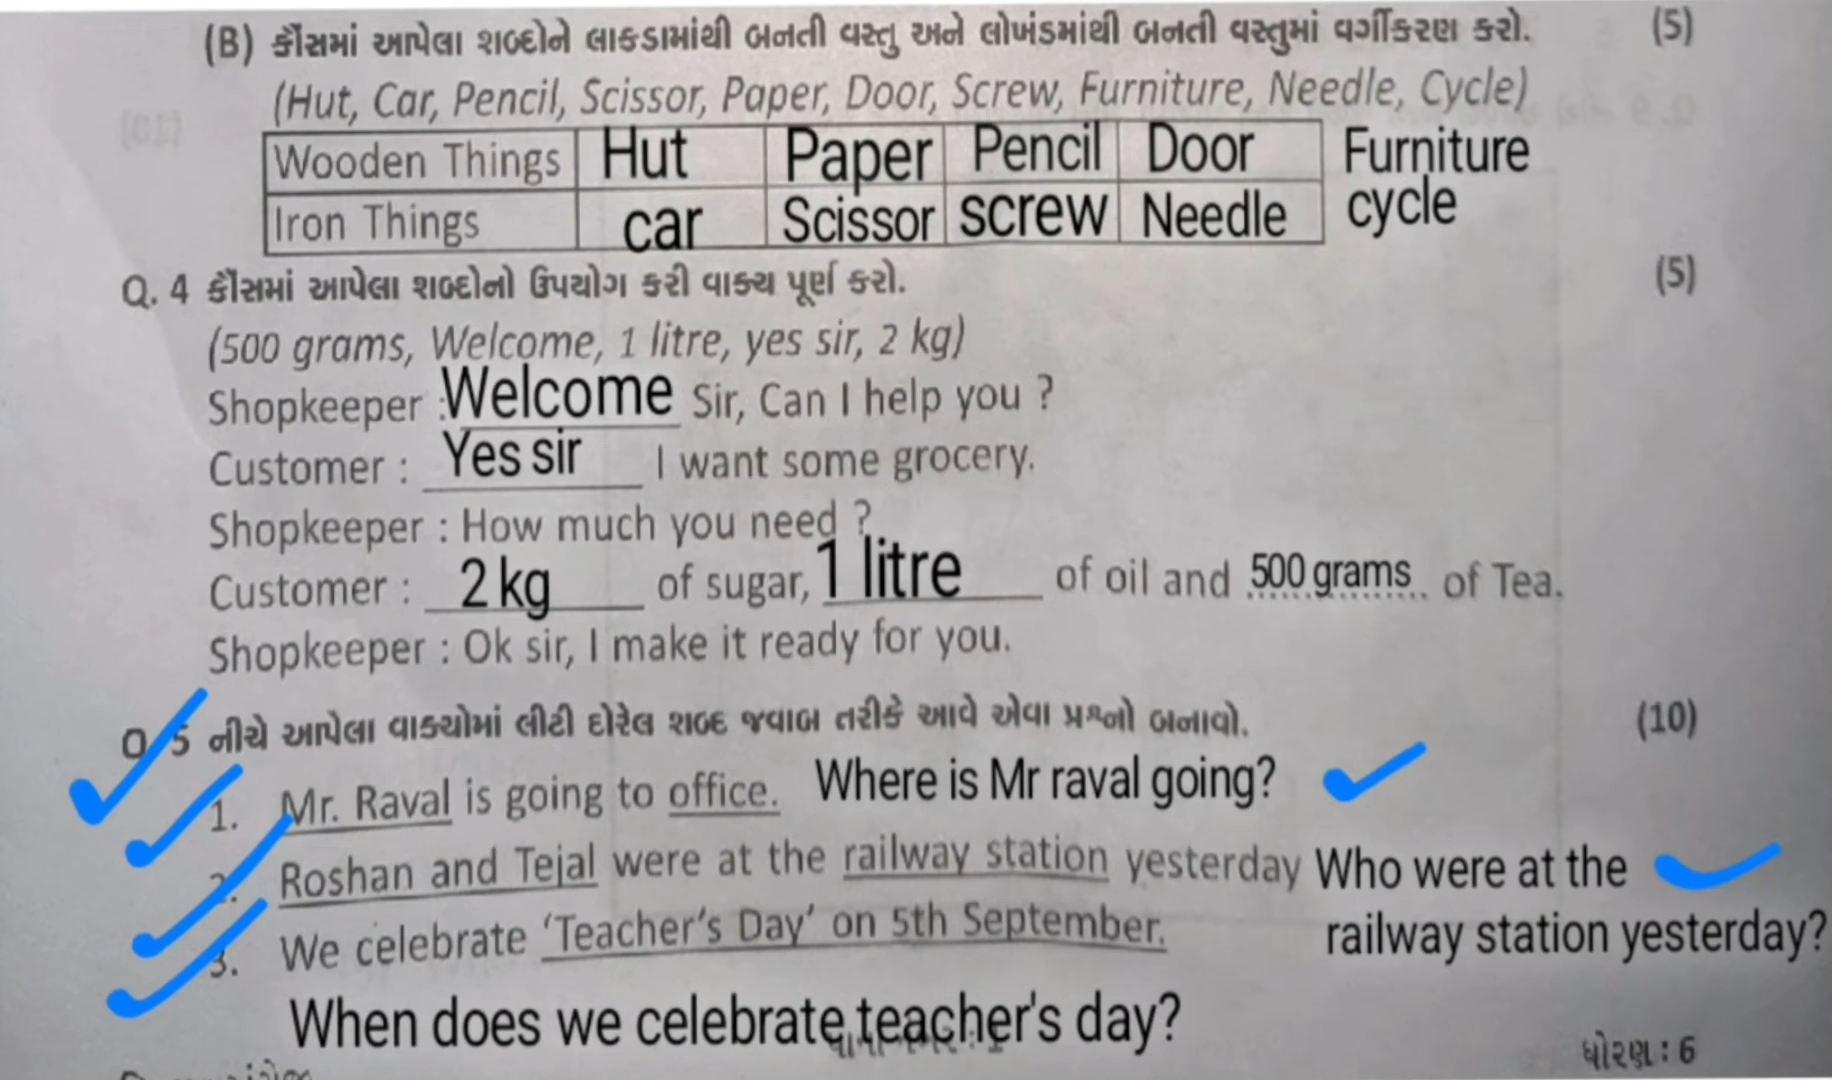 (B) કૌંસમાં આપેલા શબ્દોને લાકડામાંથી બનતી વસ્તુ અને લોખંડમાંથી બનતી વસ્તુમાં વર્ગીકરણ કરો. (5)
(Hut, Car, Pencil, Scissor, Paper, Door, Screw, Furniture, Needle, Cycle)
Wooden Things Hut Paper Pencil Door Furniture
Iron Things car Scissor screw Needle cycle
Q. 4 કૌંસમાં આપેલા શબ્દોનો ઉપયોગ કરી વાક્ય પૂર્ણ કરો. (5)
(500 grams, Welcome, 1 litre, yes sir, 2 kg)
Shopkeeper : Welcome Sir, Can I help you ?
Customer : Yes sir I want some grocery.
Shopkeeper : How much you need ?
Customer : 2 kg of sugar, 1 litre of oil and 500 grams of Tea.
Shopkeeper : Ok sir, I make it ready for you.
Q. 5 નીચે આપેલા વાક્યોમાં લીટી દોરેલ શબ્દ જવાબ તરીકે આવે એવા પ્રશ્નો બનાવો. (10)
1. Mr. Raval is going to office. Where is Mr raval going?
2. Roshan and Tejal were at the railway station yesterday Who were at the
railway station yesterday?
3. We celebrate ‘Teacher’s Day’ on 5th September.
When does we celebrate teacher's day?
ધોરણ : 6